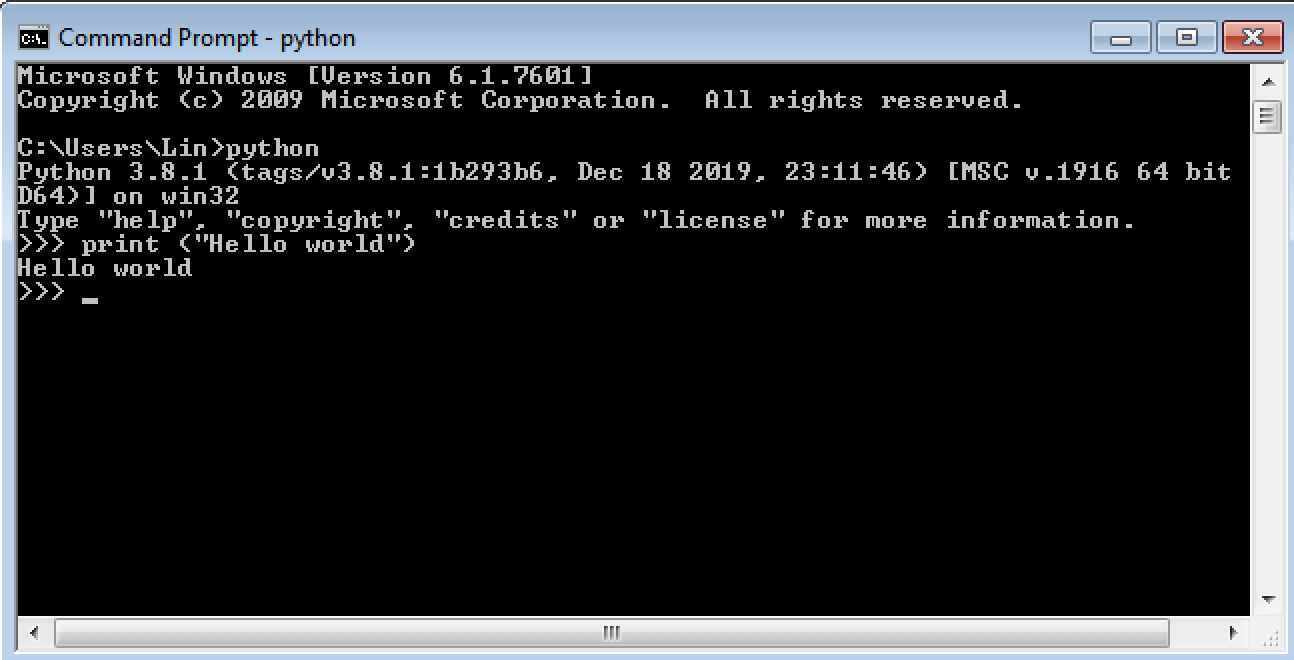 Command Prompt - python
Microsoft Windows [Version 6.1.7601]
Copyright (c) 2009 Microsoft Corporation.  All rights reserved.
C:\Users\Lin>python
Python 3.8.1 (tags/v3.8.1:1b293b6, Dec 18 2019, 23:11:46) [MSC v.1916 64 bit
D64)] on win32
Type "help", "copyright", "credits" or "license" for more information.
>>> print ("Hello world")
Hello world
>>> _